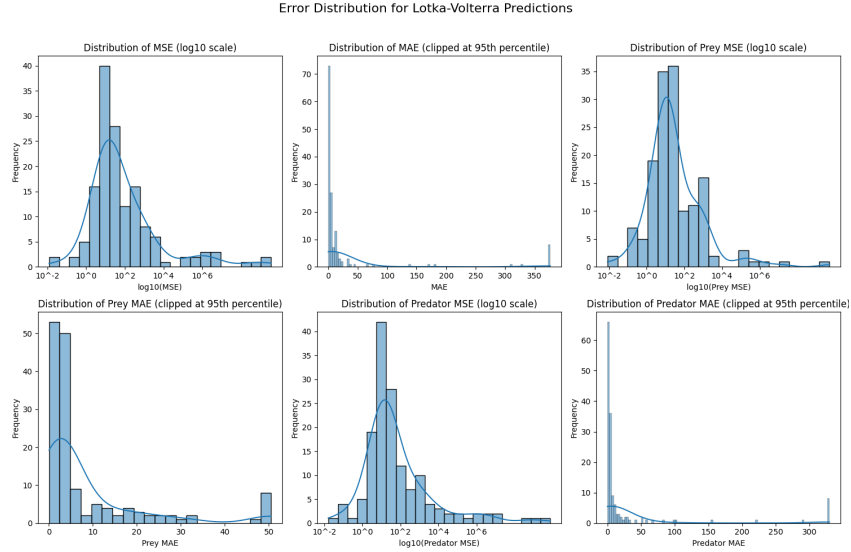 Error Distribution for Lotka-Volterra Predictions
Distribution of MSE (log10 scale)
Frequency
40
35
30
25
20
15
10
5
0
10^-2 10^0 10^2 10^4 10^6
log10(MSE)
Distribution of MAE (clipped at 95th percentile)
Frequency
70
60
50
40
30
20
10
0
0 50 100 150 200 250 300 350
MAE
Distribution of Prey MSE (log10 scale)
Frequency
35
30
25
20
15
10
5
0
10^-2 10^0 10^2 10^4 10^6
log10(Prey MSE)
Distribution of Prey MAE (clipped at 95th percentile)
Frequency
50
40
30
20
10
0
0 10 20 30 40 50
Prey MAE
Distribution of Predator MSE (log10 scale)
Frequency
40
35
30
25
20
15
10
5
0
10^-2 10^0 10^2 10^4 10^6
log10(Predator MSE)
Distribution of Predator MAE (clipped at 95th percentile)
Frequency
60
50
40
30
20
10
0
0 50 100 150 200 250 300
Predator MAE